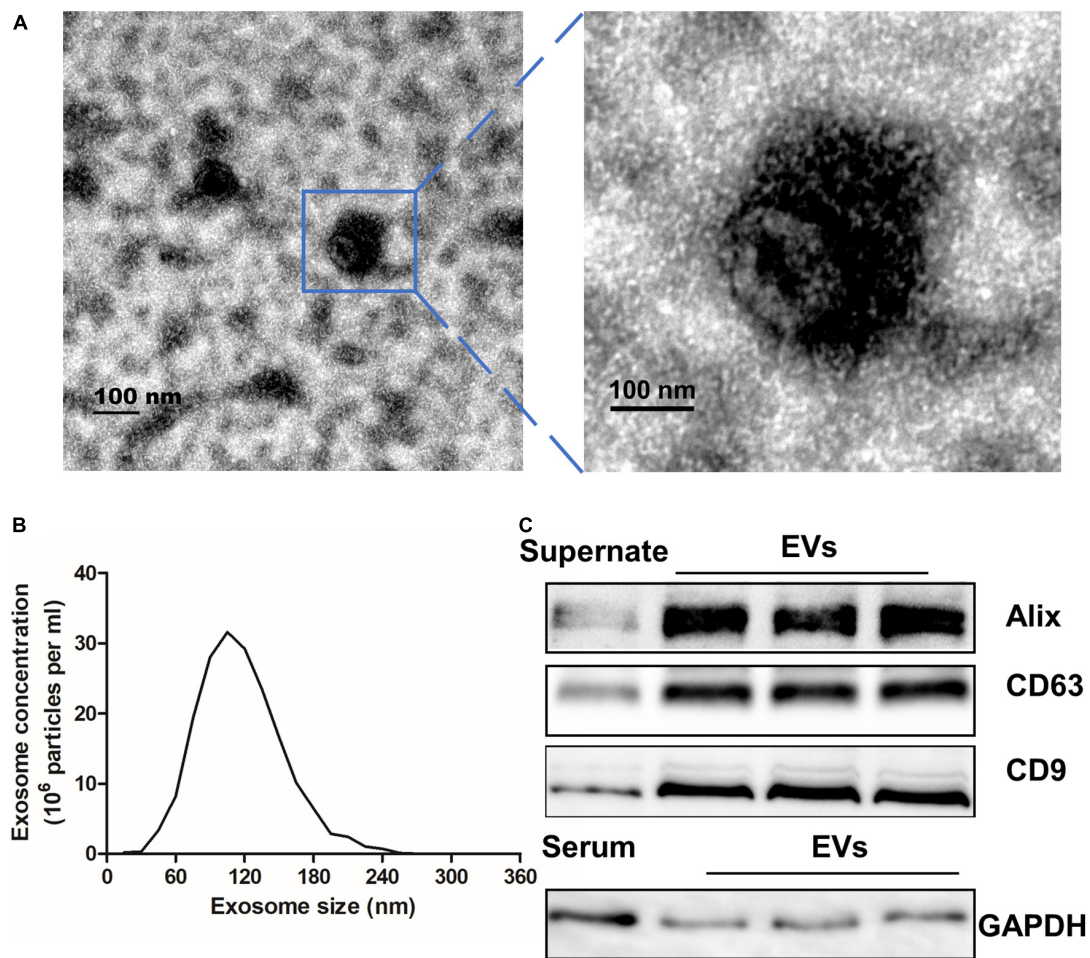 A
100 nm
100 nm
B
Exosome concentration
(10⁶ particles per ml)
40
30
20
10
0
0 60 120 180 240 300 360
Exosome size (nm)
C
Supernate EVs
Alix
CD63
CD9
Serum EVs
GAPDH